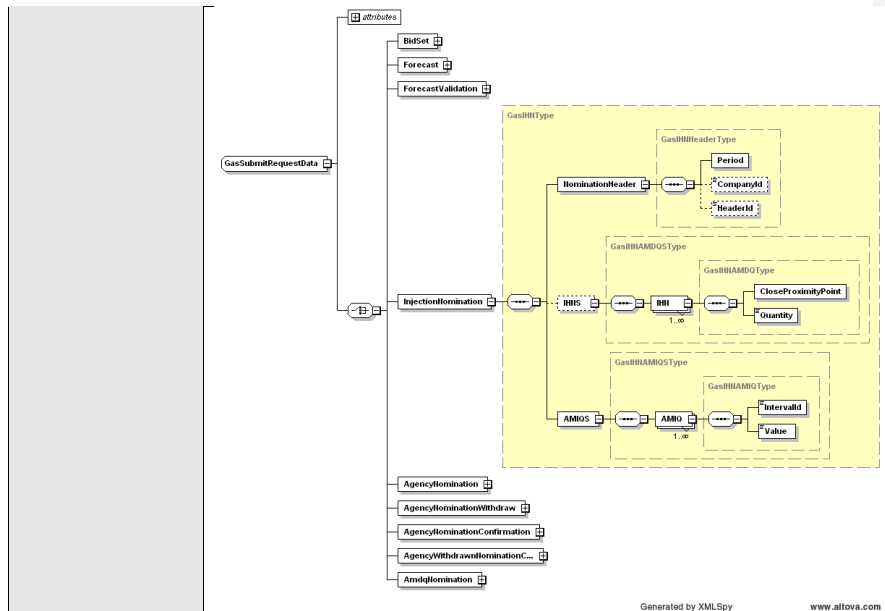 attributes
BidSet
Forecast
ForecastValidation
GasIHNType
GasIHNHeaderType
GasSubmitRequestData
Period
NominationHeader
CompanyId
HeaderId
GasIHNAMDQSType
GasIHNAMDQType
CloseProximityPoint
InjectionNomination
IHNS
IHN
Quantity
1..∞
GasIHNAMIQSType
GasIHNAMIQType
IntervalId
AMIQS
AMIQ
Value
1..∞
AgencyNomination
AgencyNominationWithdraw
AgencyNominationConfirmation
AgencyWithdrawnNominationC...
AmdqNomination
Generated by XMLSpy www.altova.com